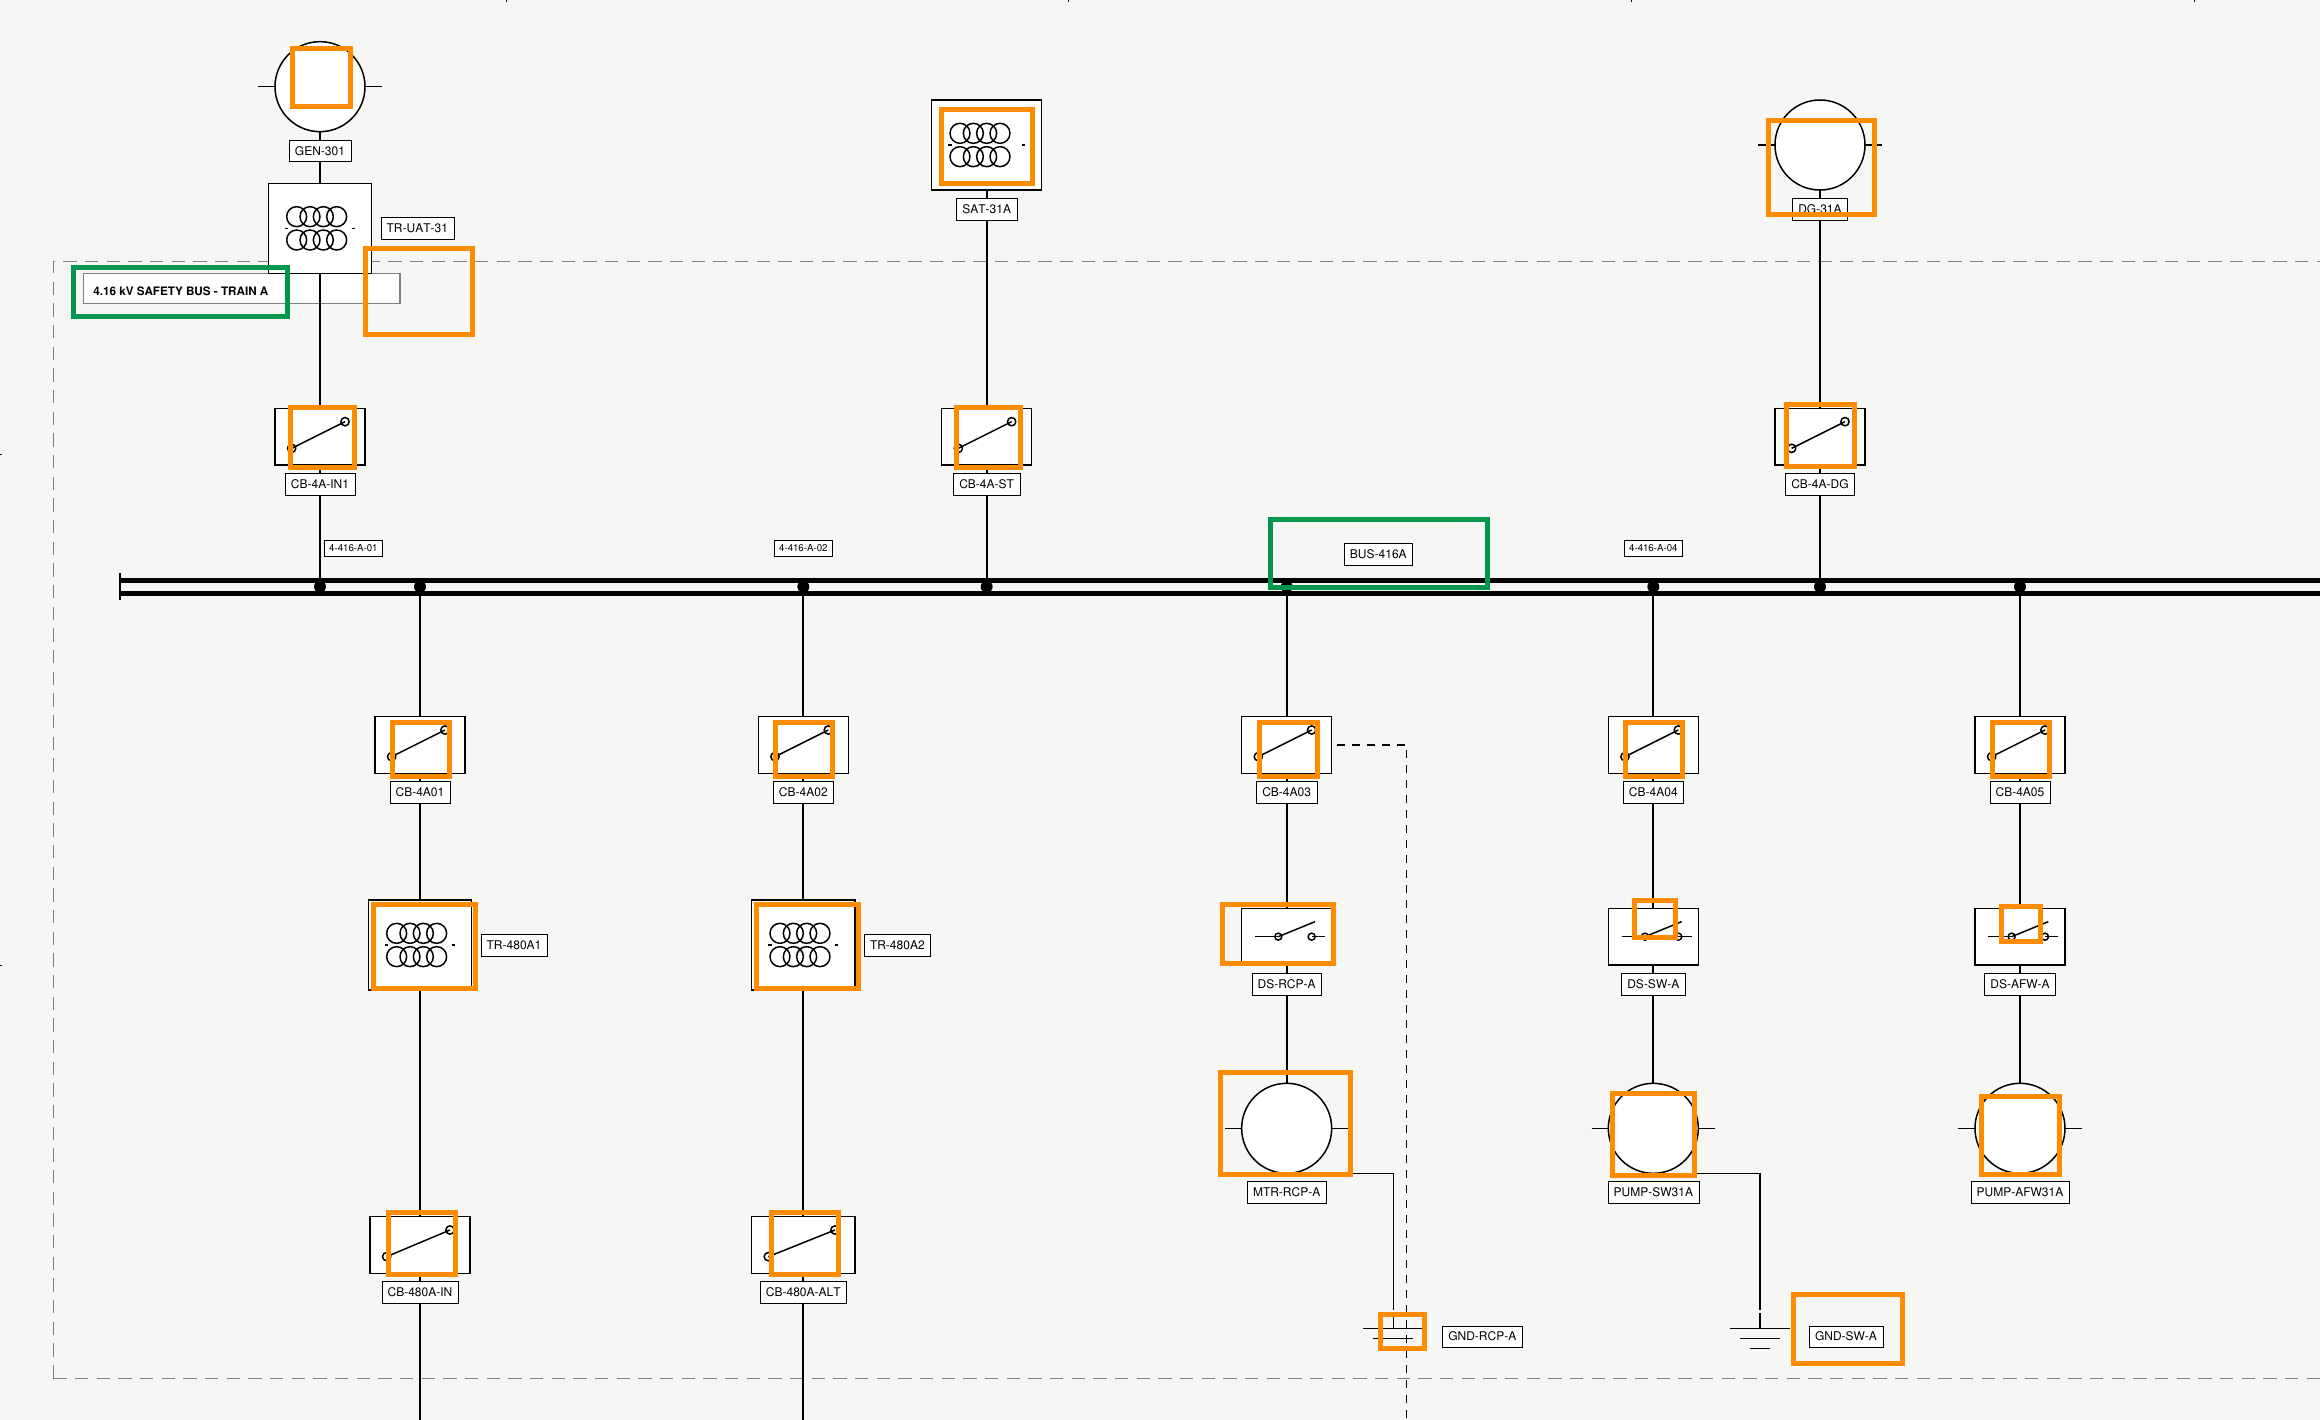 GEN-301
SAT-31A
DG-31A
TR-UAT-31
4.16 kV SAFETY BUS - TRAIN A
CB-4A-IN1
CB-4A-ST
CB-4A-DG
4-416-A-01
4-416-A-02
BUS-416A
4-416-A-04
CB-4A01
CB-4A02
CB-4A03
CB-4A04
CB-4A05
TR-480A1
TR-480A2
DS-RCP-A
DS-SW-A
DS-AFW-A
MTR-RCP-A
PUMP-SW31A
PUMP-AFW31A
CB-480A-IN
CB-480A-ALT
GND-RCP-A
GND-SW-A